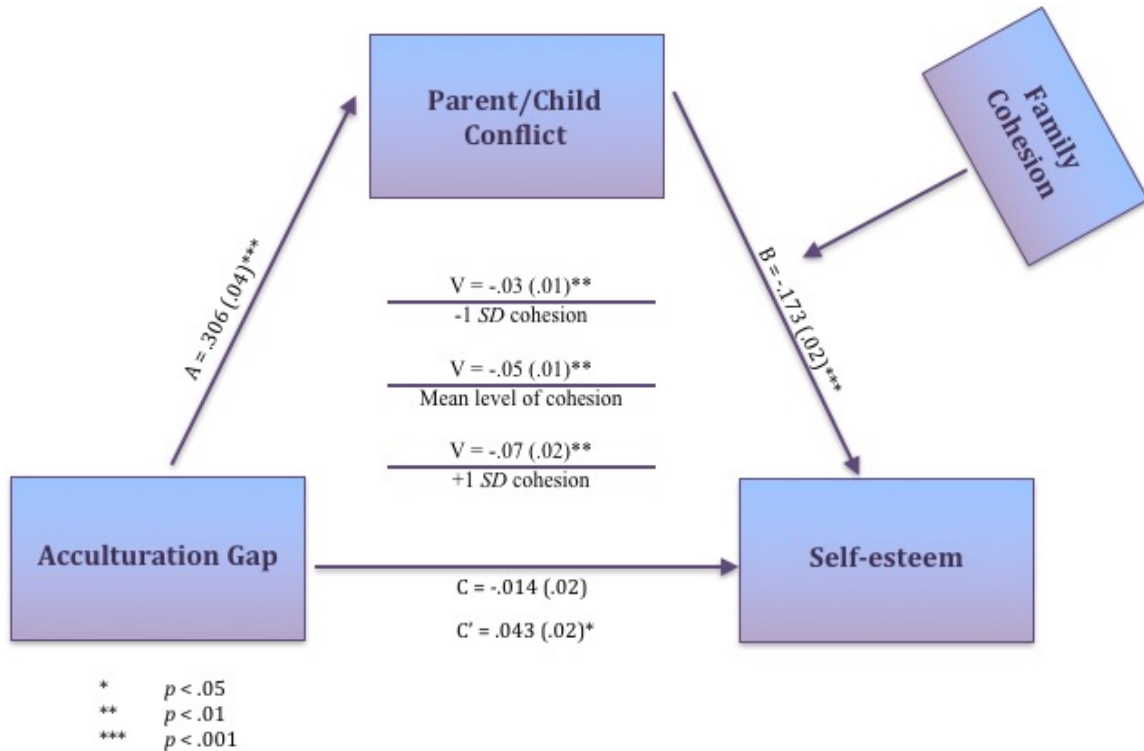 Parent/Child
Conflict
Family
Cohesion
A = .306 (.04)***
B = -.173 (.02)***
V = -.03 (.01)**
-1 SD cohesion
V = -.05 (.01)**
Mean level of cohesion
V = -.07 (.02)**
+1 SD cohesion
Acculturation Gap
Self-esteem
C = -.014 (.02)
C' = .043 (.02)*
* p < .05
** p < .01
*** p < .001